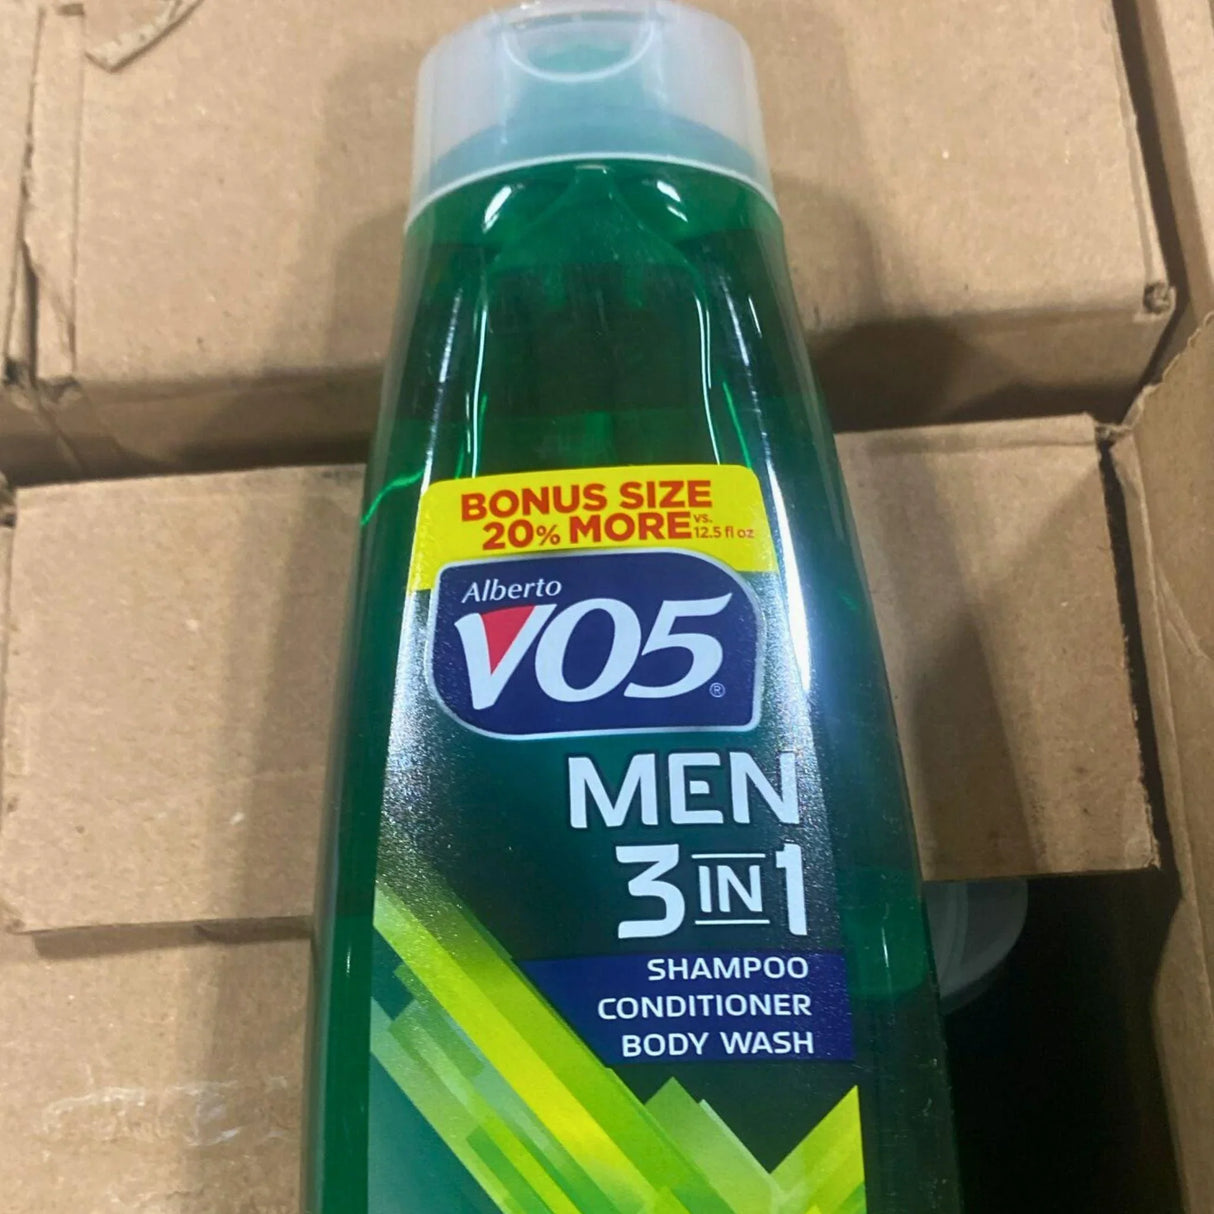 BONUS SIZE
20% MORE vs. 12.5 fl oz
Alberto
VO5®
MEN
3 IN 1
SHAMPOO
CONDITIONER
BODY WASH